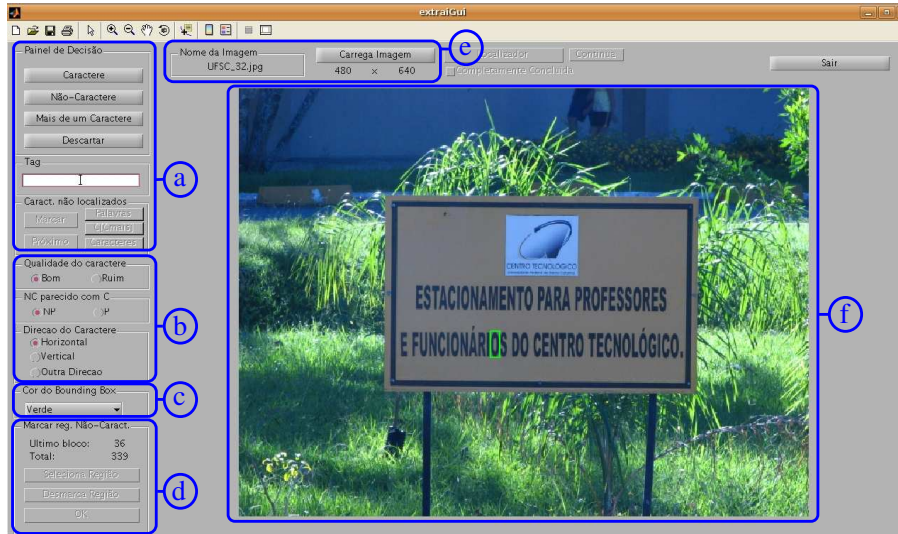 extraiGui
Painel de Decisão
Caractere
Não-Caractere
Mais de um Caractere
Descartar
Tag
Caract. não localizados
Marcar
Palavras
Próximo
Caracteres
a
Qualidade do caractere
Bom Ruim
NC parecido com C
NP P
Direcao do Caractere
Horizontal
Vertical
Outra Direcao
b
Cor do Bounding Box
Verde
c
Marcar reg. Não-Caract.
Ultimo bloco: 36
Total: 339
Seleciona Região
Desmarca Região
OK
d
Nome da Imagem
UFSC_32.jpg
Carrega Imagem
480 × 640
e
Localizador
Continua
Completamente Concluida
Sair
CENTRO TECNOLÓGICO
ESTACIONAMENTO PARA PROFESSORES
E FUNCIONÁRIOS DO CENTRO TECNOLÓGICO.
f